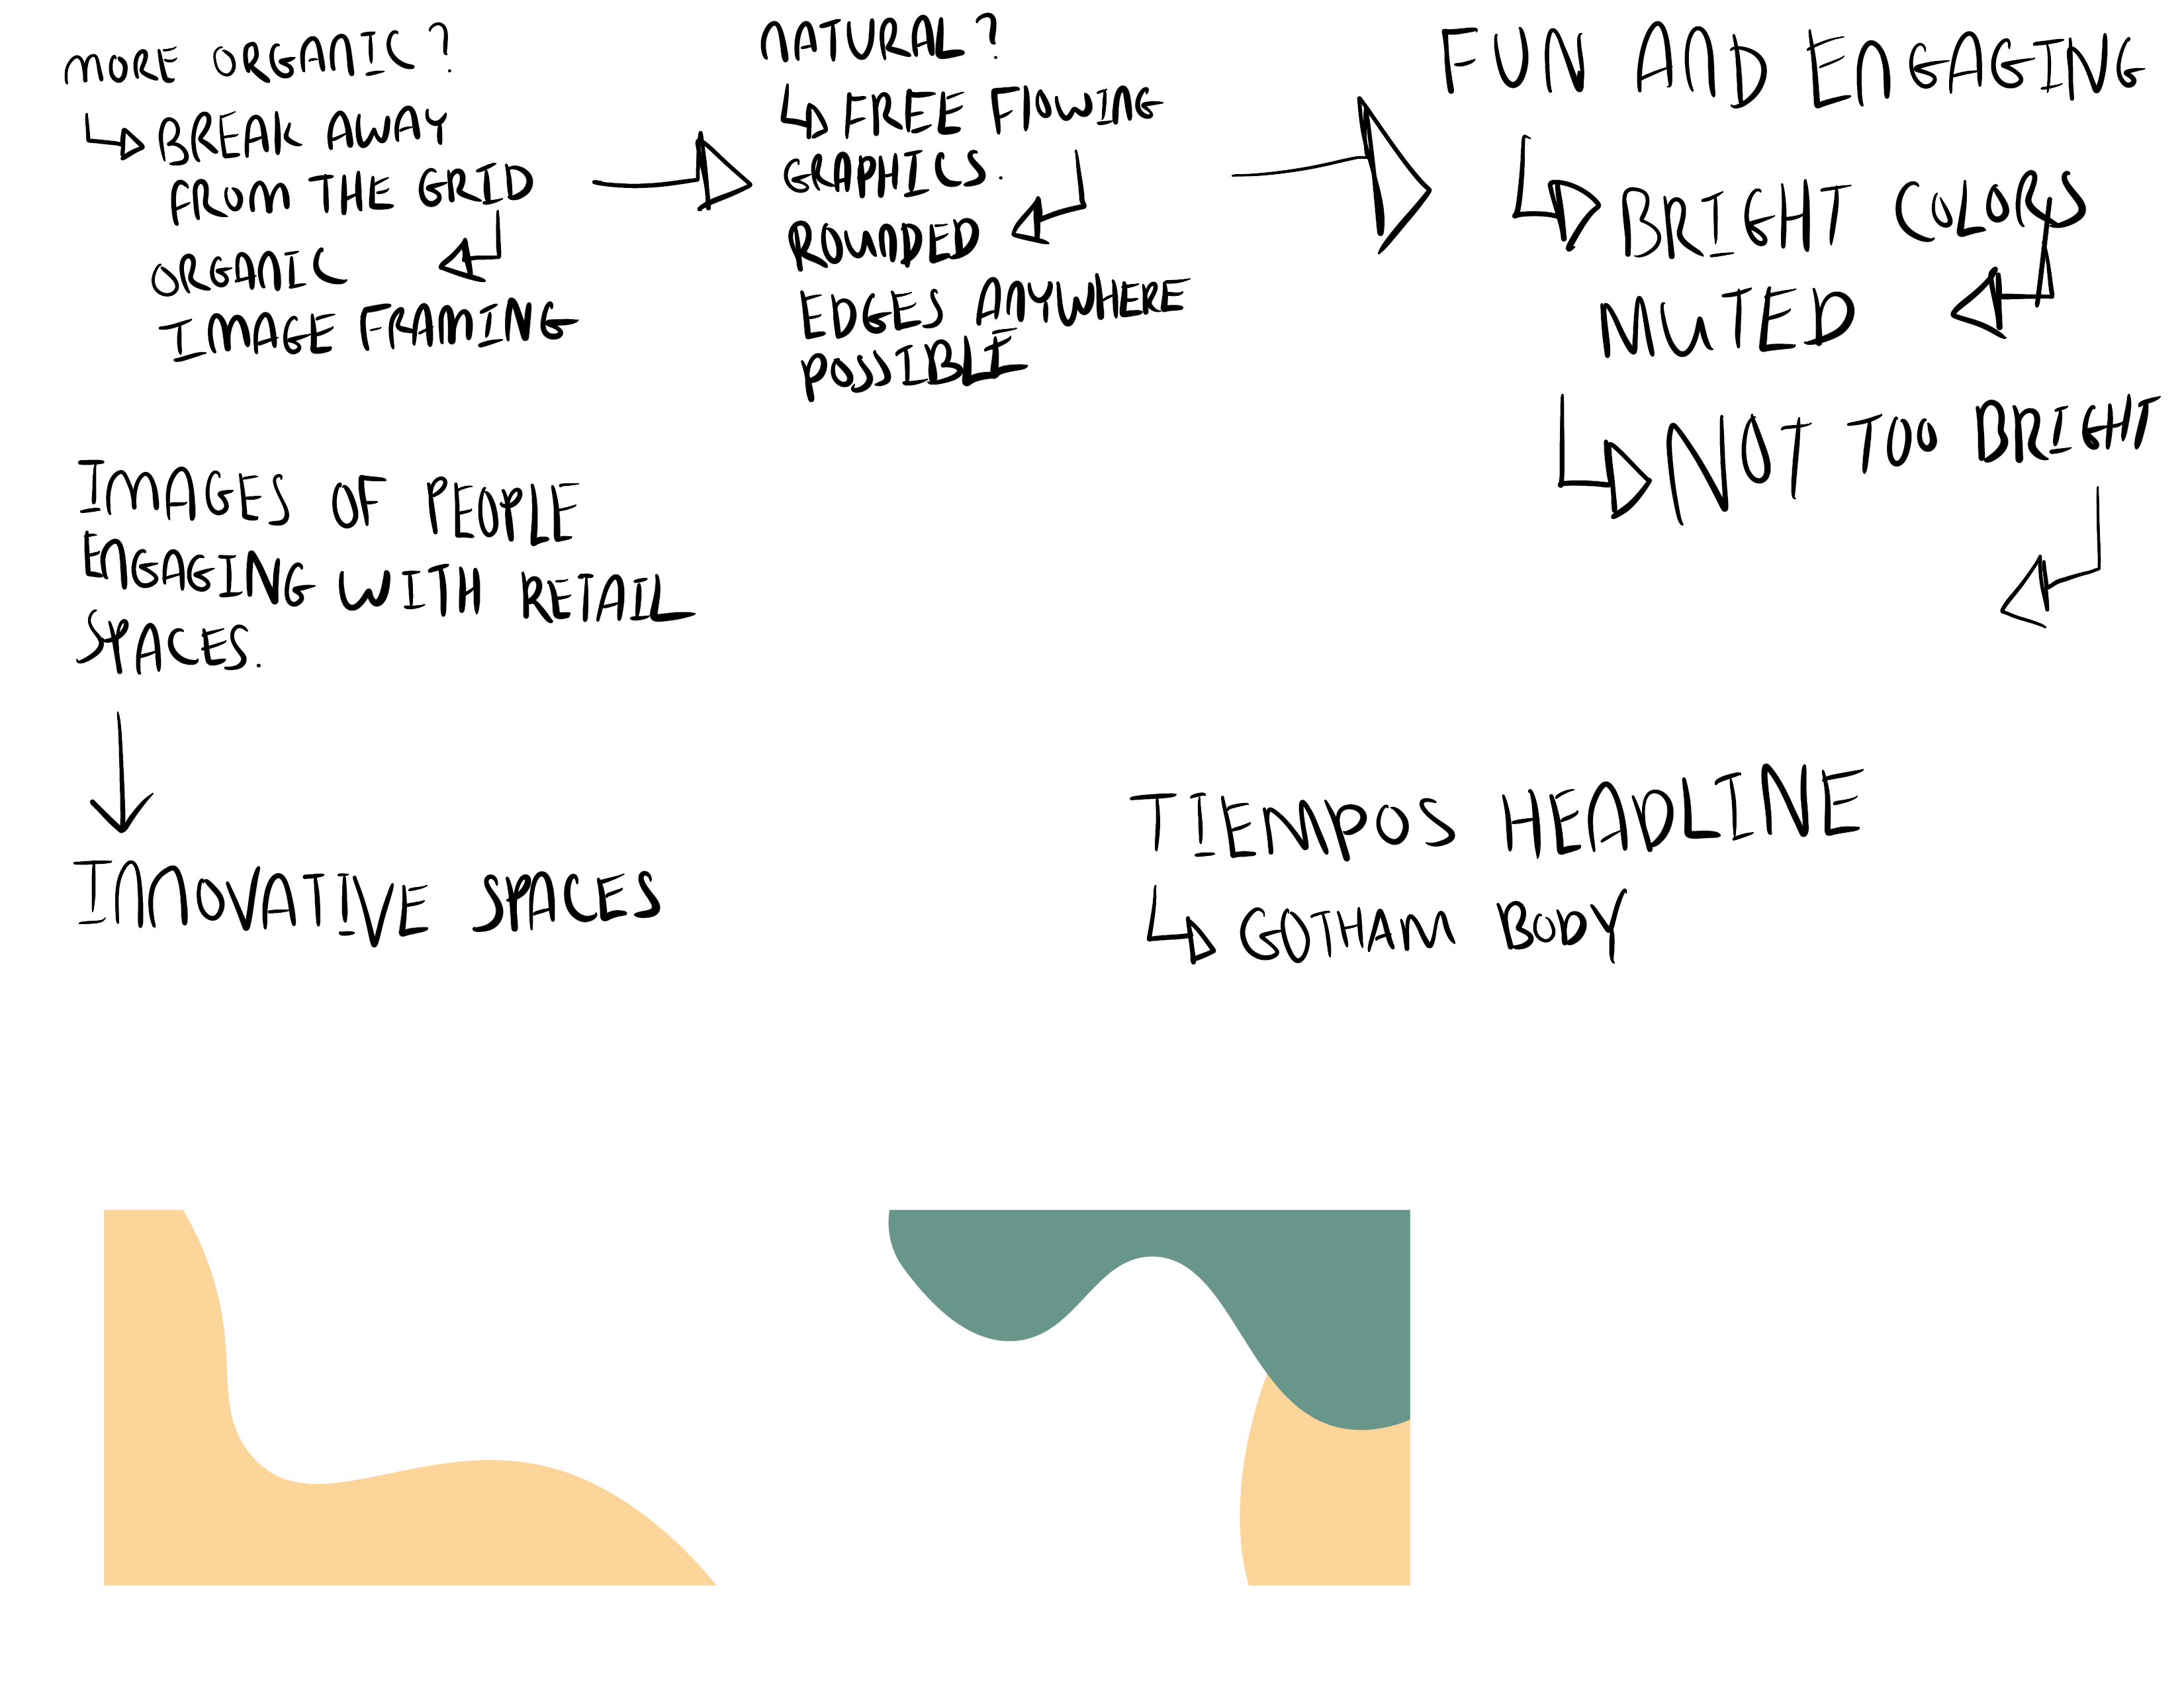 MORE ORGANIC?
BREAK AWAY
FROM THE GRID
ORGANIC
IMAGE FRAMING
NATURAL?
FREE FLOWING
GRAPHICS.
ROUNDED
EDGES ANYWHERE
POSSIBLE
FUN AND ENGAGING
BRIGHT COLORS
MUTED
NOT TOO BRIGHT
IMAGES OF PEOPLE
ENGAGING WITH RETAIL
SPACES.
INNOVATIVE SPACES
TIEMPOS HEADLINE
GOTHAM BODY